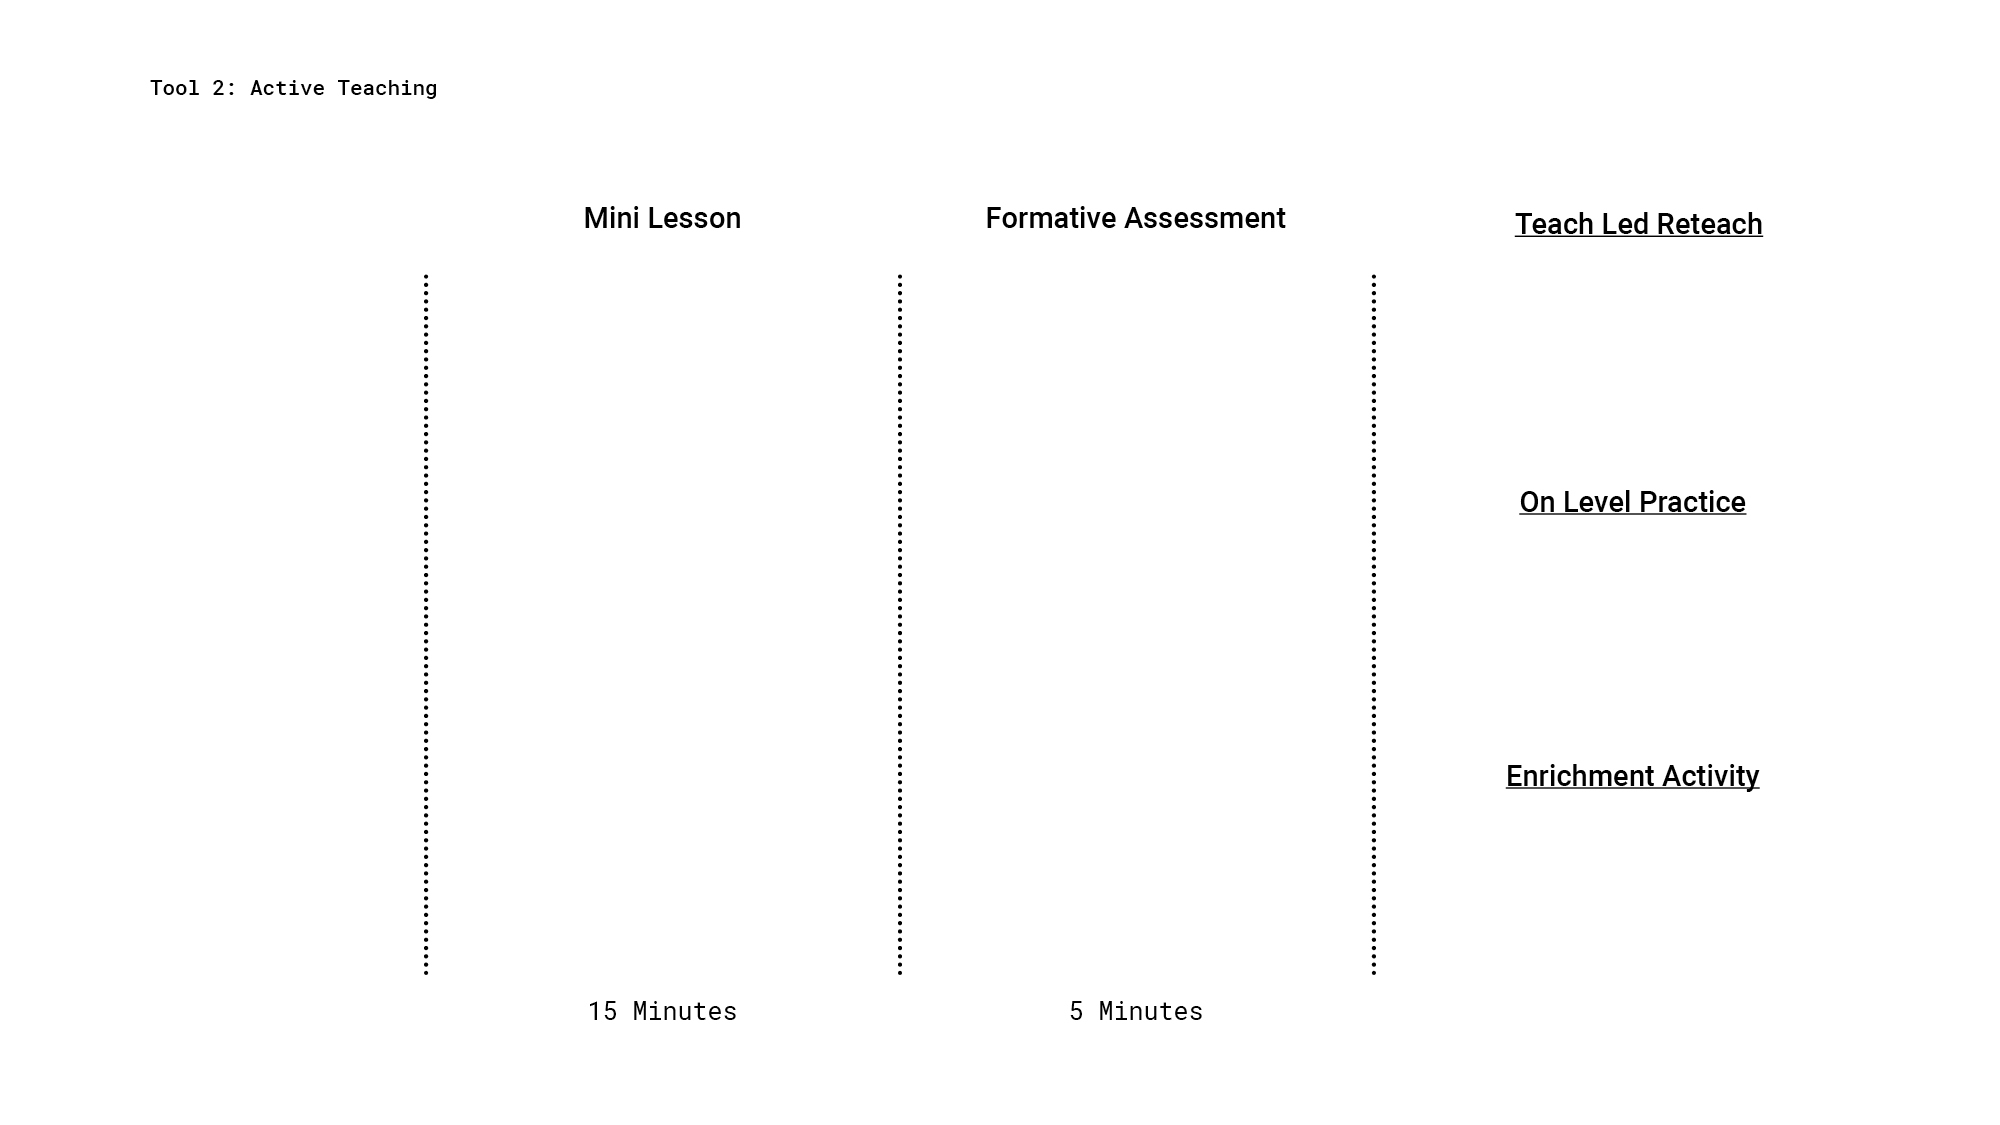 Tool 2: Active Teaching
Mini Lesson
Formative Assessment
Teach Led Reteach
On Level Practice
Enrichment Activity
15 Minutes
5 Minutes